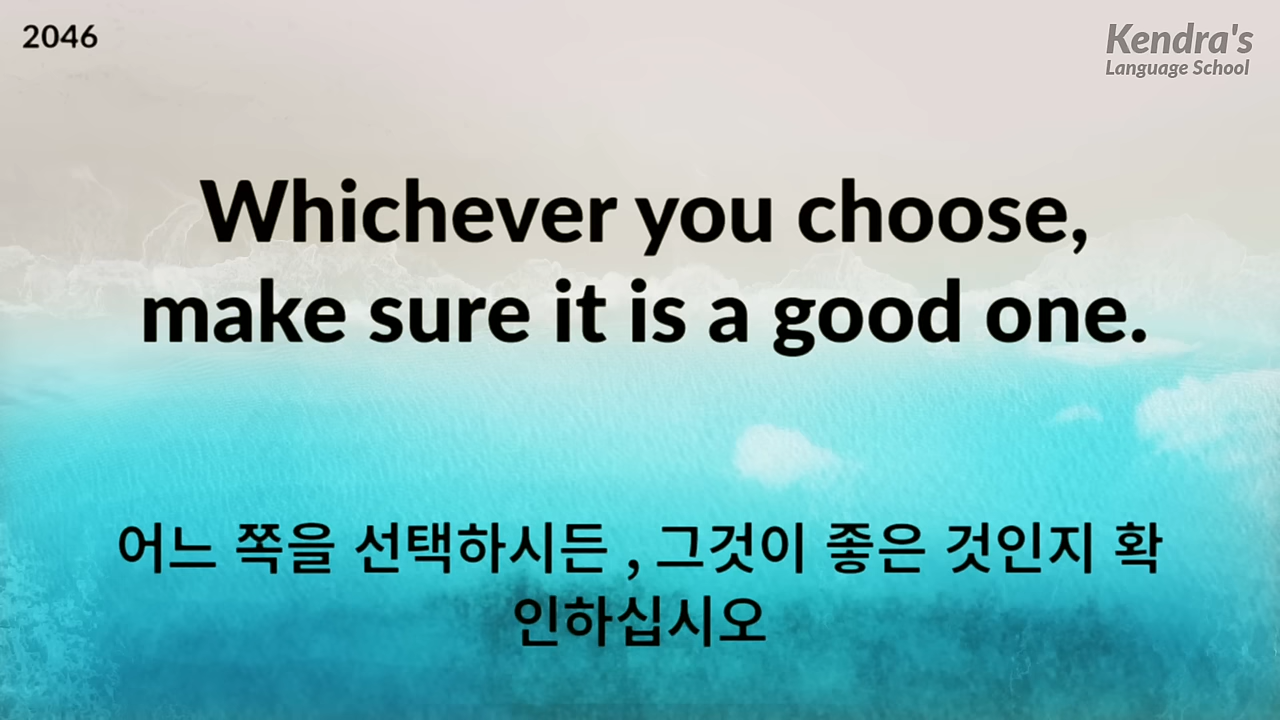 2046
Kendra's
Language School
Whichever you choose,
make sure it is a good one.
어느 쪽을 선택하시든 , 그것이 좋은 것인지 확
인하십시오